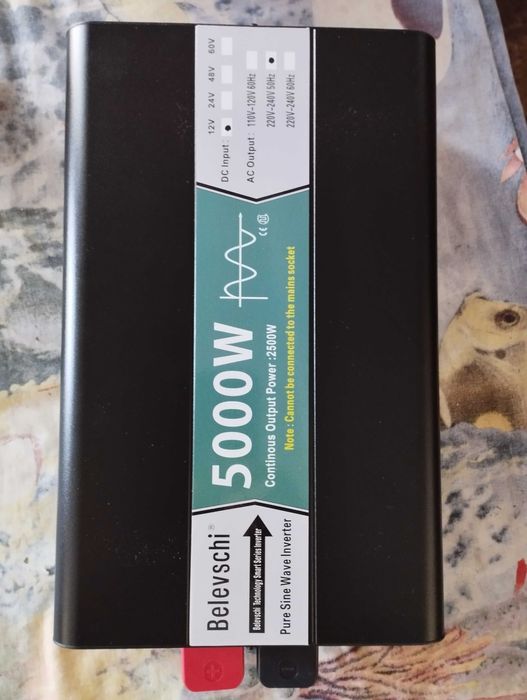 Belevschi®
Belevschi Technology Smart Series Inverter
Pure Sine Wave Inverter
5000W
Continous Output Power :2500W
Note : Cannot be connected to the mains socket
CE
DC Input : 12V 24V 48V 60V
AC Output : 110V~120V 60Hz
220V~240V 50Hz
220V~240V 60Hz
+
-